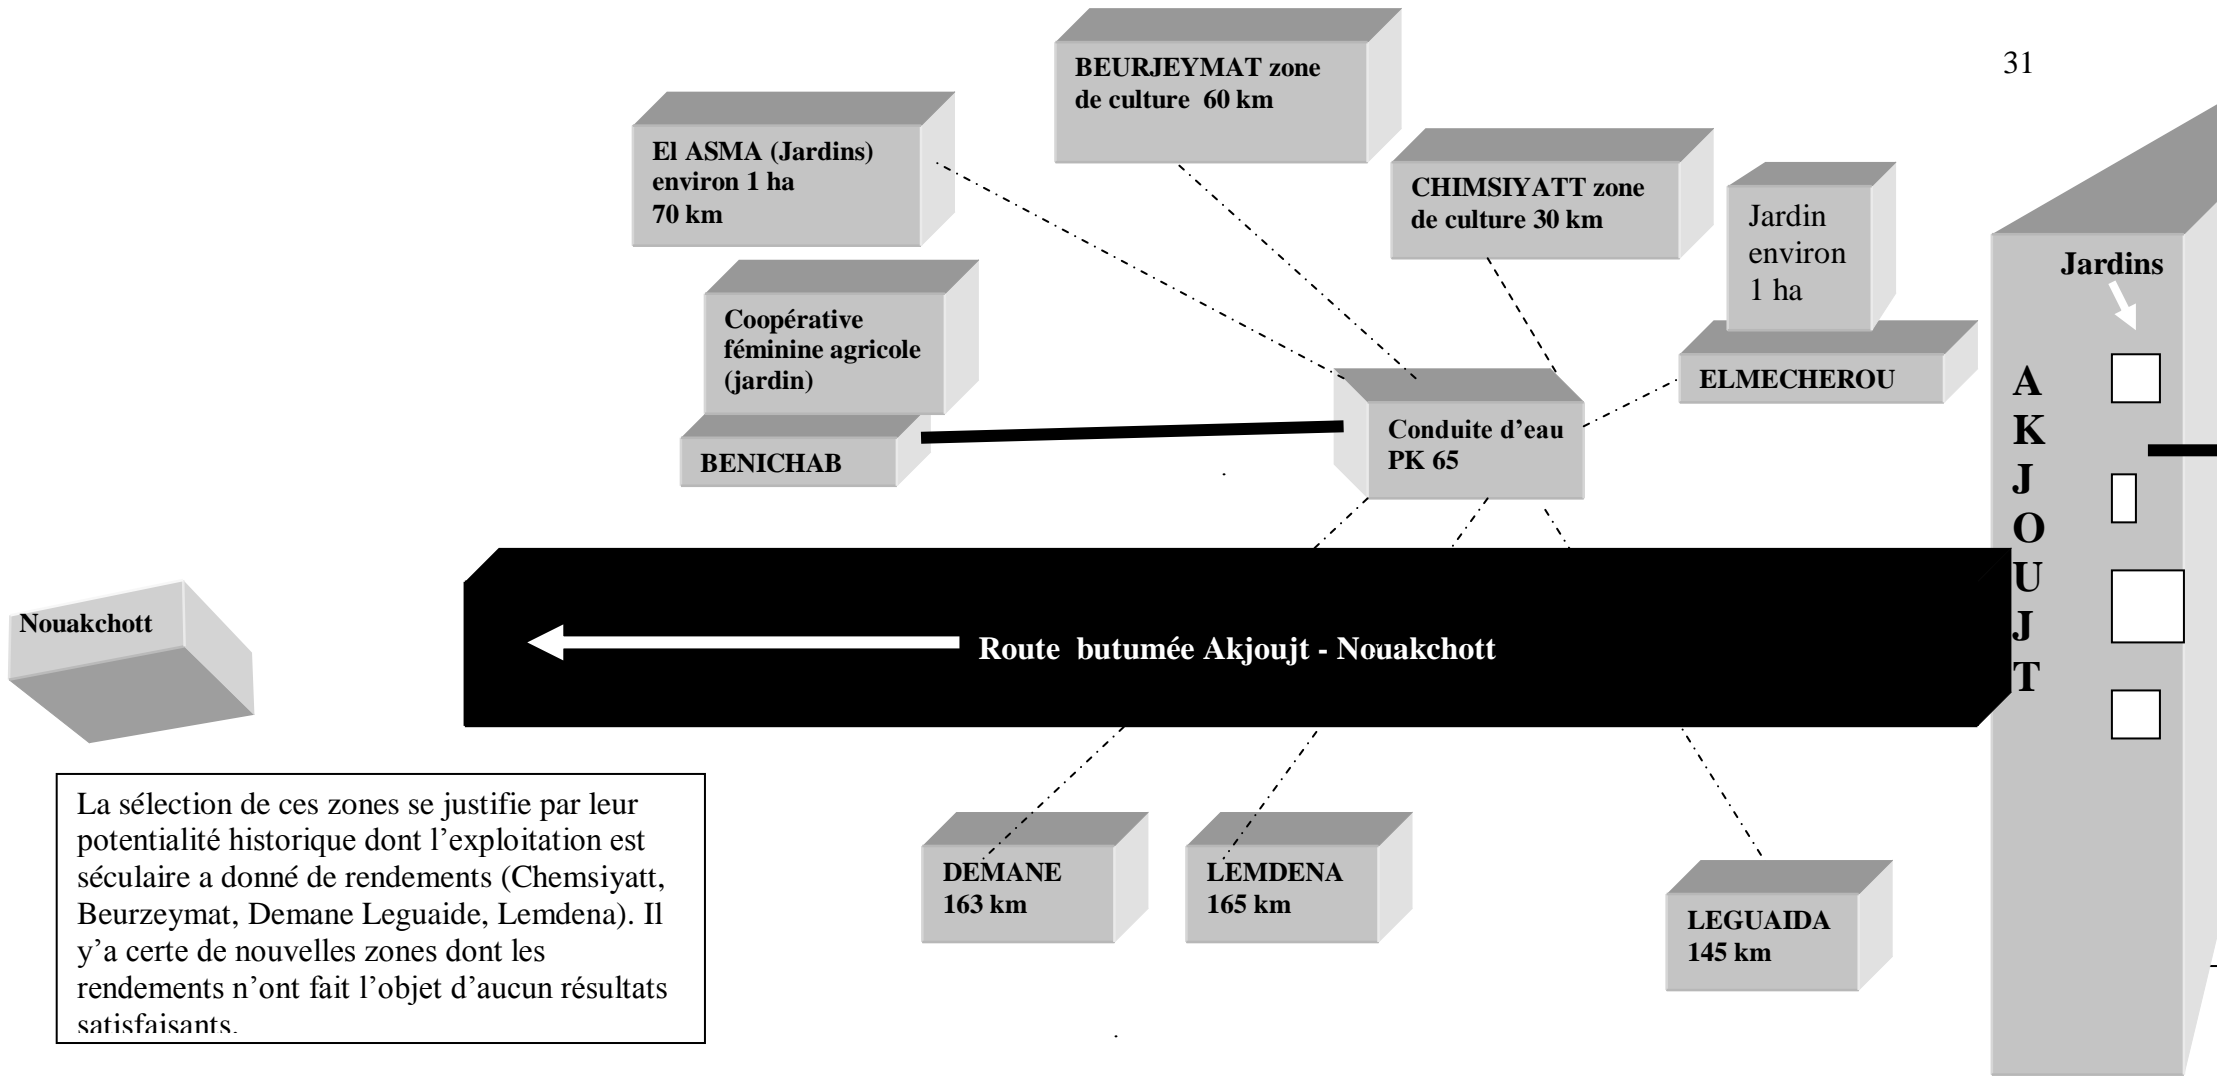 31
BEURJEYMAT zone
de culture 60 km
El ASMA (Jardins)
environ 1 ha
70 km
CHIMSIYATT zone
de culture 30 km
Jardin
environ
1 ha
Jardins
Coopérative
féminine agricole
(jardin)
ELMECHEROU
BENICHAB
Conduite d’eau
PK 65
A
K
J
O
U
J
T
Nouakchott
Route butumée Akjoujt - Nouakchott
La sélection de ces zones se justifie par leur
potentialité historique dont l’exploitation est
séculaire a donné de rendements (Chemsiyatt,
Beurzeymat, Demane Leguaide, Lemdena). Il
y’a certe de nouvelles zones dont les
rendements n’ont fait l’objet d’aucun résultats
satisfaisants.
DEMANE
163 km
LEMDENA
165 km
LEGUAIDA
145 km